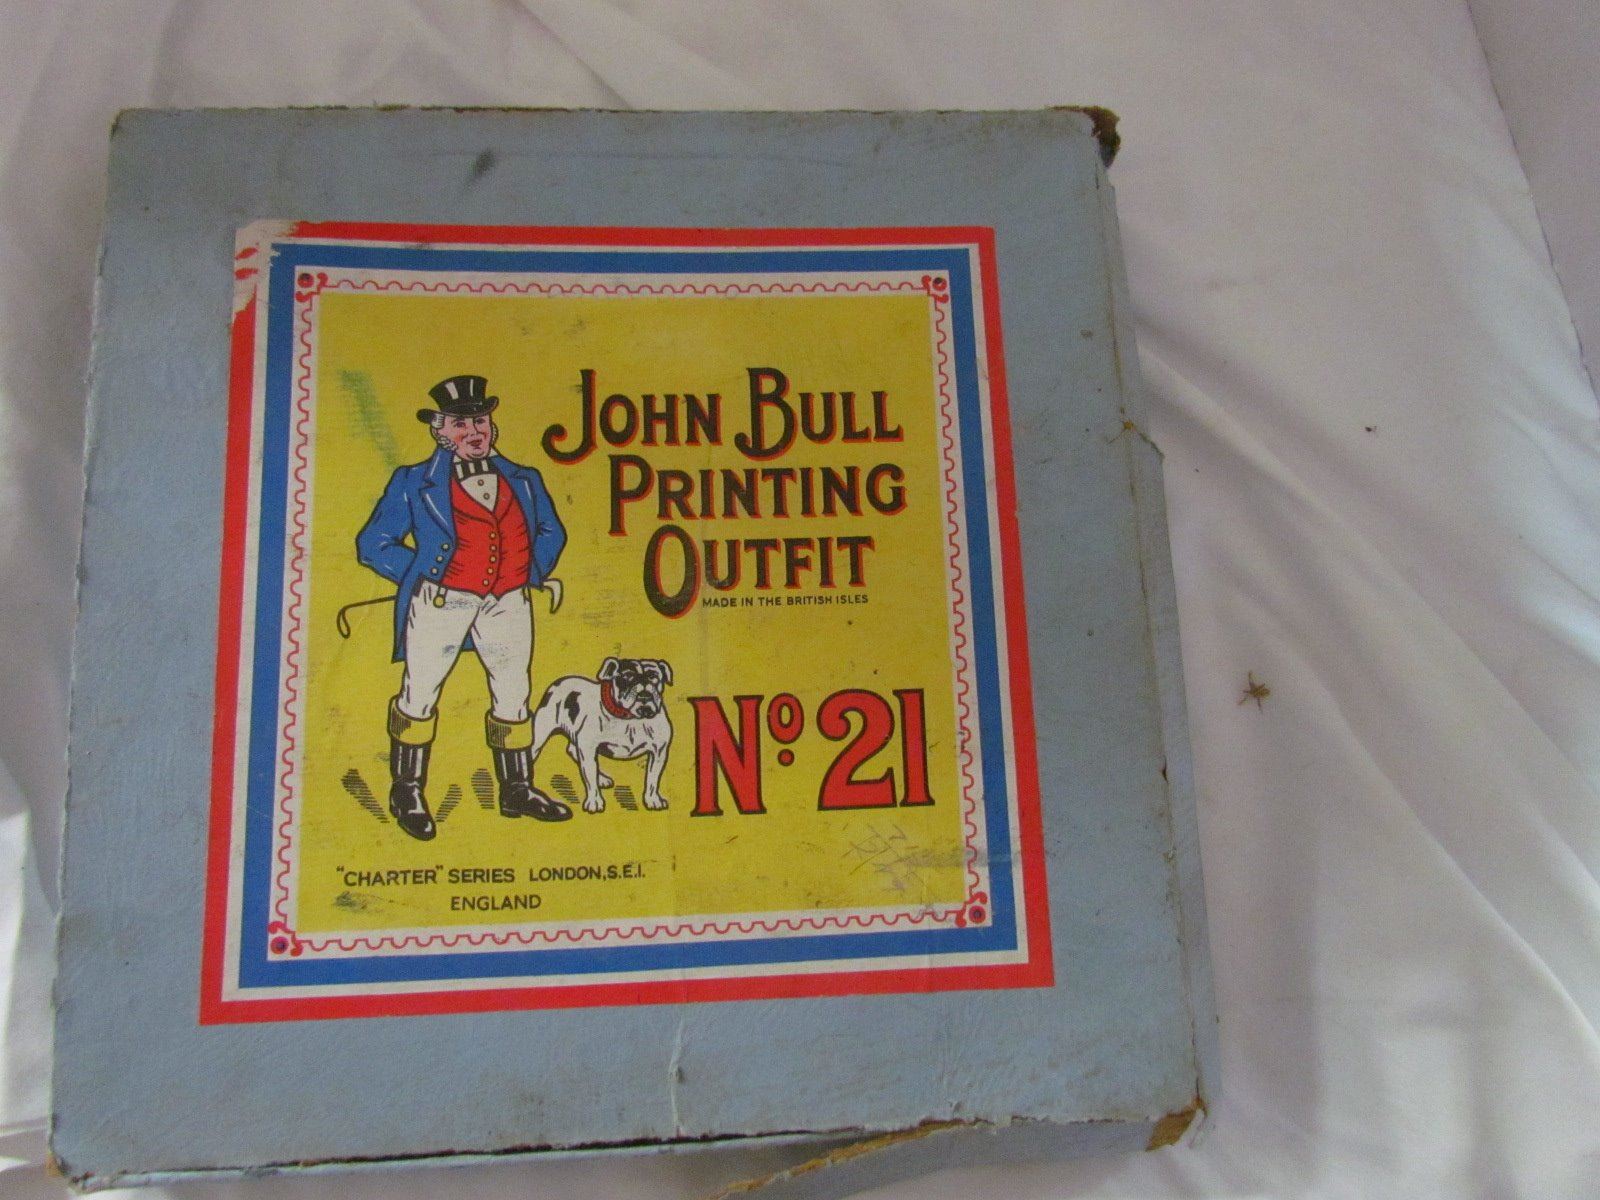 JOHN BULL
PRINTING
OUTFIT
MADE IN THE BRITISH ISLES
No. 21
"CHARTER" SERIES LONDON, S.E.1.
ENGLAND